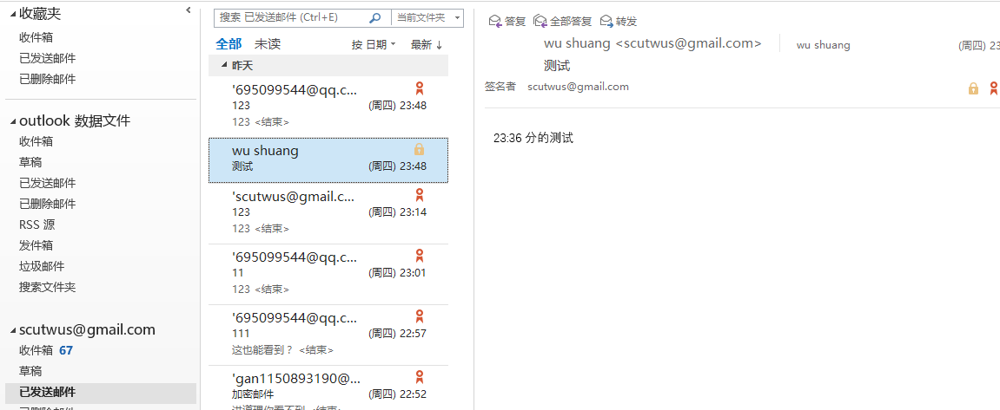 收藏夹
收件箱
已发送邮件
已删除邮件
outlook 数据文件
收件箱
草稿
已发送邮件
已删除邮件
RSS 源
发件箱
垃圾邮件
搜索文件夹
scutwus@gmail.com
收件箱 67
草稿
已发送邮件
搜索 已发送邮件 (Ctrl+E) 当前文件夹
全部 未读 按 日期 最新 ↓
昨天
'695099544@qq.c...
123 (周四) 23:48
123 <结束>
wu shuang
测试 (周四) 23:48
'scutwus@gmail.c...
123 (周四) 23:14
123 <结束>
'695099544@qq.c...
11 (周四) 23:01
123 <结束>
'695099544@qq.c...
111 (周四) 22:57
这也能看到？ <结束>
'gan1150893190@...
加密邮件 (周四) 22:52
答复 全部答复 转发
wu shuang <scutwus@gmail.com> wu shuang (周四) 23
测试
签名者 scutwus@gmail.com
23:36 分的测试